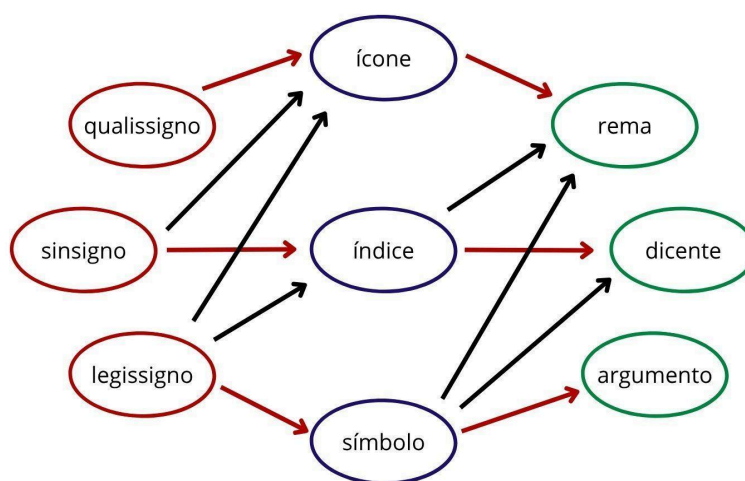 ícone
qualissigno
rema
sinsigno
índice
dicente
legissigno
argumento
símbolo